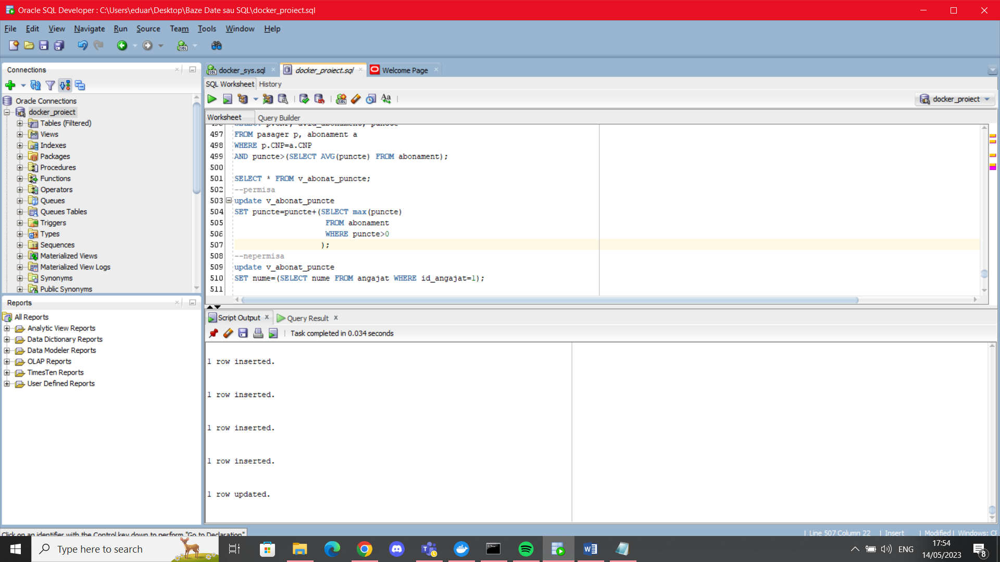 Oracle SQL Developer : C:\Users\eduar\Desktop\Baze Date sau SQL\docker_proiect.sql
File Edit View Navigate Run Source Team Tools Window Help
Connections
Oracle Connections
docker_proiect
Tables (Filtered)
Views
Indexes
Packages
Procedures
Functions
Operators
Queues
Queues Tables
Triggers
Types
Sequences
Materialized Views
Materialized View Logs
Synonyms
Public Synonyms
Reports
All Reports
Analytic View Reports
Data Dictionary Reports
Data Modeler Reports
OLAP Reports
TimesTen Reports
User Defined Reports
docker_sys.sql docker_proiect.sql Welcome Page
SQL Worksheet History
docker_proiect
Worksheet Query Builder
496 SELECT p.CNP, a.id_abonament, puncte
497 FROM pasager p, abonament a
498 WHERE p.CNP=a.CNP
499 AND puncte>(SELECT AVG(puncte) FROM abonament);
500
501 SELECT * FROM v_abonat_puncte;
502 --permisa
503 update v_abonat_puncte
504 SET puncte=puncte+(SELECT max(puncte)
505 FROM abonament
506 WHERE puncte>0
507 );
508 --nepermisa
509 update v_abonat_puncte
510 SET nume=(SELECT nume FROM angajat WHERE id_angajat=1);
511
Script Output x Query Result x
Task completed in 0.034 seconds
1 row inserted.
1 row inserted.
1 row inserted.
1 row inserted.
1 row updated.
Click on an identifier with the Control key down to perform "Go to Declaration"
Line 507 Column 22 | Insert | Modified | Windows: CF
Type here to search
ENG
17:54
14/05/2023
8